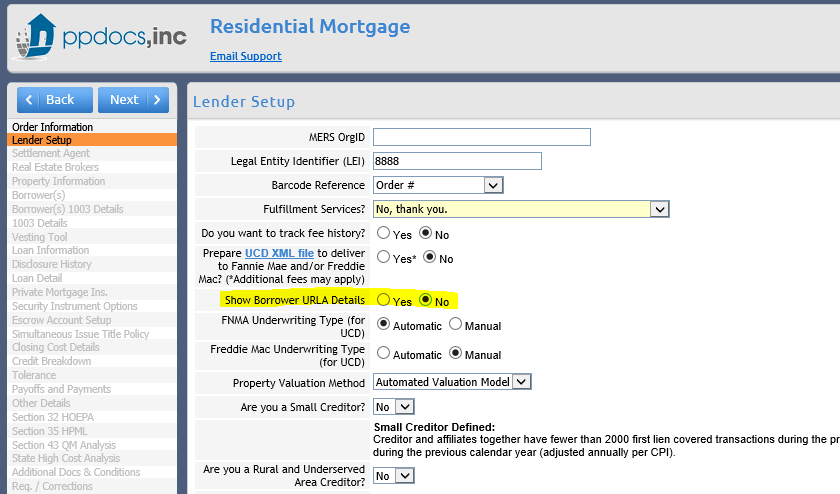 ppdocs,inc
Residential Mortgage
Email Support
Back
Next
Order Information
Lender Setup
Settlement Agent
Real Estate Brokers
Property Information
Borrower(s)
Borrower(s) 1003 Details
1003 Details
Vesting Tool
Loan Information
Disclosure History
Loan Detail
Private Mortgage Ins.
Security Instrument Options
Escrow Account Setup
Simultaneous Issue Title Policy
Closing Cost Details
Credit Breakdown
Tolerance
Payoffs and Payments
Other Details
Section 32 HOEPA
Section 35 HPML
Section 43 QM Analysis
State High Cost Analysis
Additional Docs & Conditions
Req. / Corrections
Lender Setup
MERS OrgID
Legal Entity Identifier (LEI) 8888
Barcode Reference Order #
Fulfillment Services? No, thank you.
Do you want to track fee history? Yes No
Prepare UCD XML file to deliver
to Fannie Mae and/or Freddie Yes* No
Mac? (*Additional fees may apply)
Show Borrower URLA Details Yes No
FNMA Underwriting Type (for Automatic Manual
UCD)
Freddie Mac Underwriting Type Automatic Manual
(for UCD)
Property Valuation Method Automated Valuation Model
Are you a Small Creditor? No
Small Creditor Defined:
Creditor and affiliates together have fewer than 2000 first lien covered transactions during the pr
during the previous calendar year (adjusted annually per CPI).
Are you a Rural and Underserved No
Area Creditor?